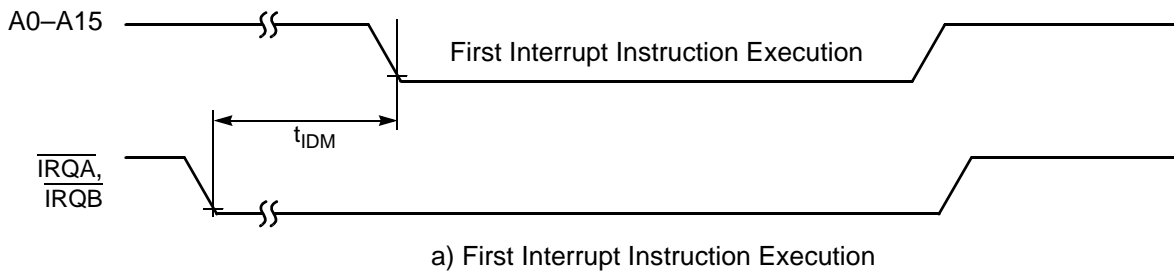 A0–A15
First Interrupt Instruction Execution
tIDM
IRQA,
IRQB
a) First Interrupt Instruction Execution